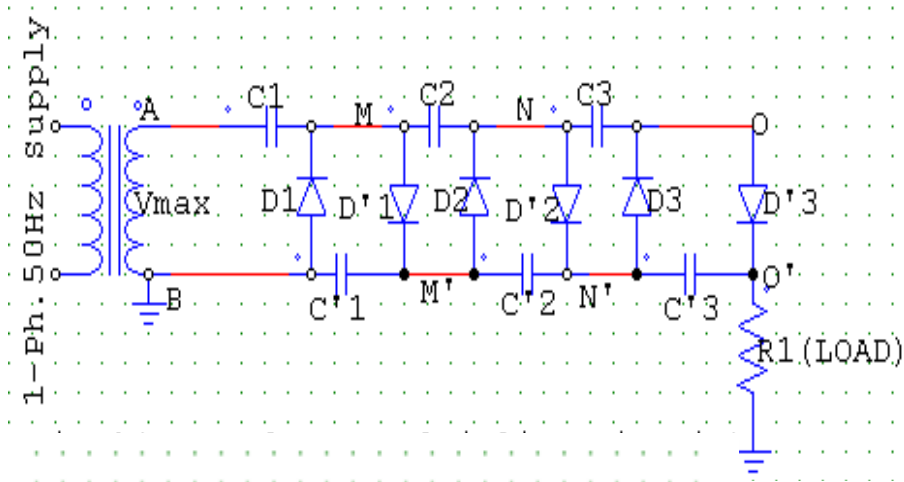 1-Ph.50Hz Supply
A
C1
M
C2
N
C3
O
Vmax
D1
D'1
D2
D'2
D3
D'3
B
C'1
M'
C'2
N'
C'3
O'
R1(LOAD)